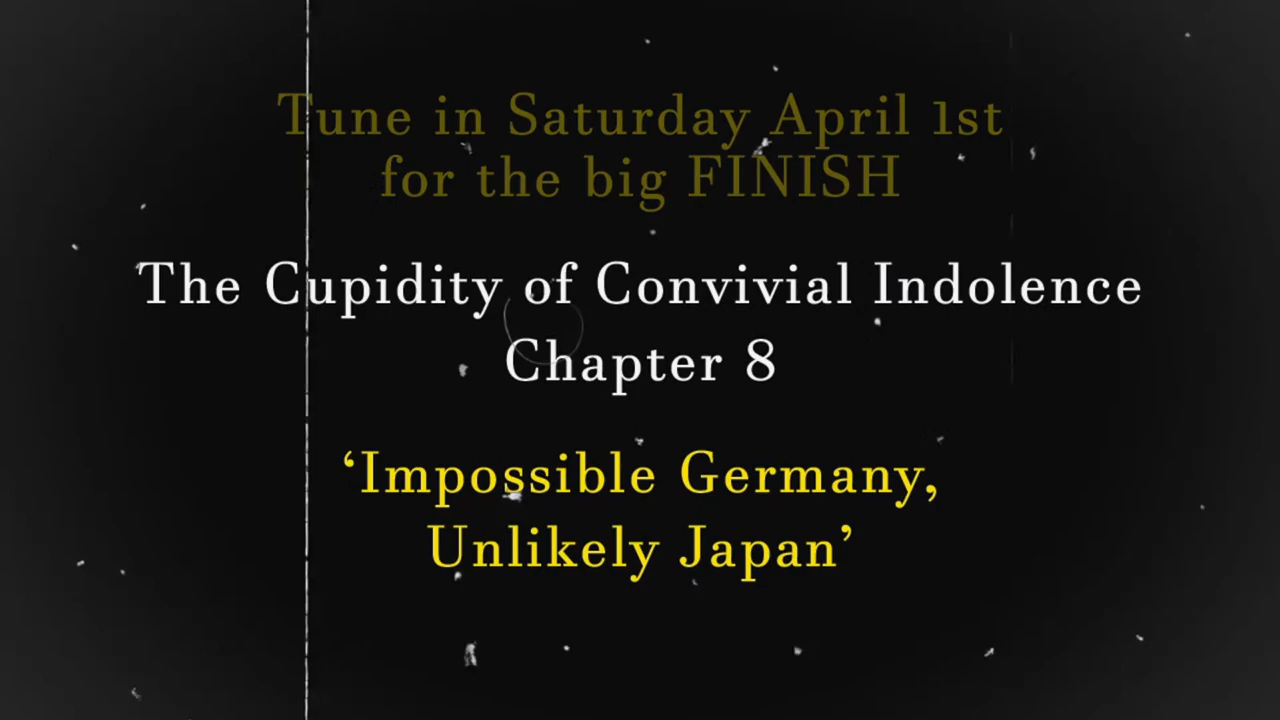 Tune in Saturday April 1st
for the big FINISH
The Cupidity of Convivial Indolence
Chapter 8
‘Impossible Germany,
Unlikely Japan’